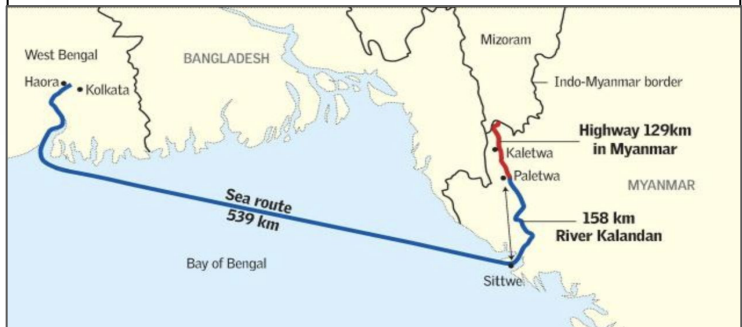 West Bengal
BANGLADESH
Mizoram
Haora
Kolkata
Indo-Myanmar border
Highway 129km
in Myanmar
Kaletwa
Paletwa
MYANMAR
Sea route
539 km
158 km
River Kalandan
Bay of Bengal
Sittwe